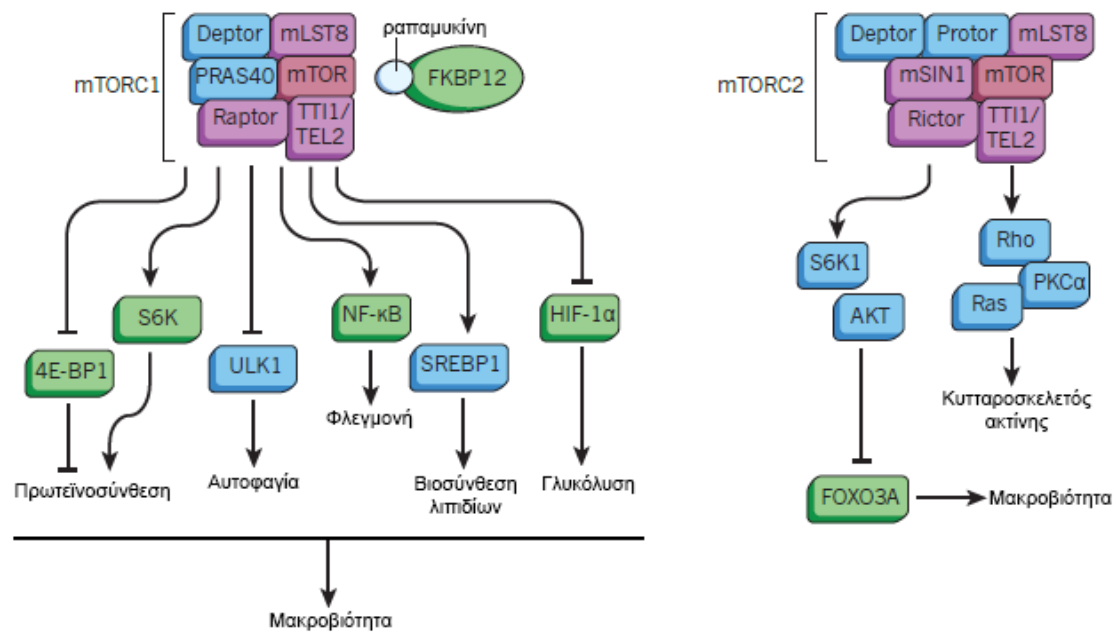 ραπαμυκίνη
Deptor
mLST8
mTORC1
PRAS40
mTOR
FKBP12
Raptor
TTI1/
TEL2
4E-BP1
S6K
ULK1
NF-κB
SREBP1
HIF-1α
Φλεγμονή
Πρωτεϊνοσύνθεση
Αυτοφαγία
Βιοσύνθεση
λιπιδίων
Γλυκόλυση
Μακροβιότητα
Deptor
Protor
mLST8
mTORC2
mSIN1
mTOR
Rictor
TTI1/
TEL2
S6K1
AKT
Rho
PKCα
Ras
Κυτταροσκελετός
ακτίνης
FOXO3A
Μακροβιότητα